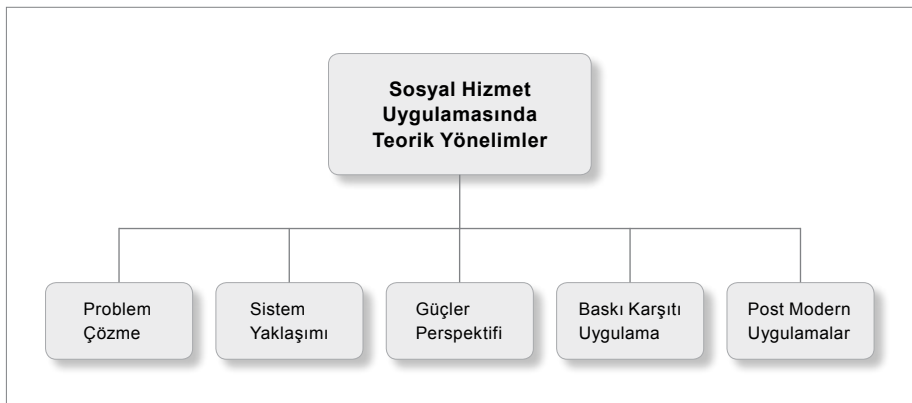 Sosyal Hizmet
Uygulamasında
Teorik Yönelimler
Problem
Çözme
Sistem
Yaklaşımı
Güçler
Perspektifi
Baskı Karşıtı
Uygulama
Post Modern
Uygulamalar